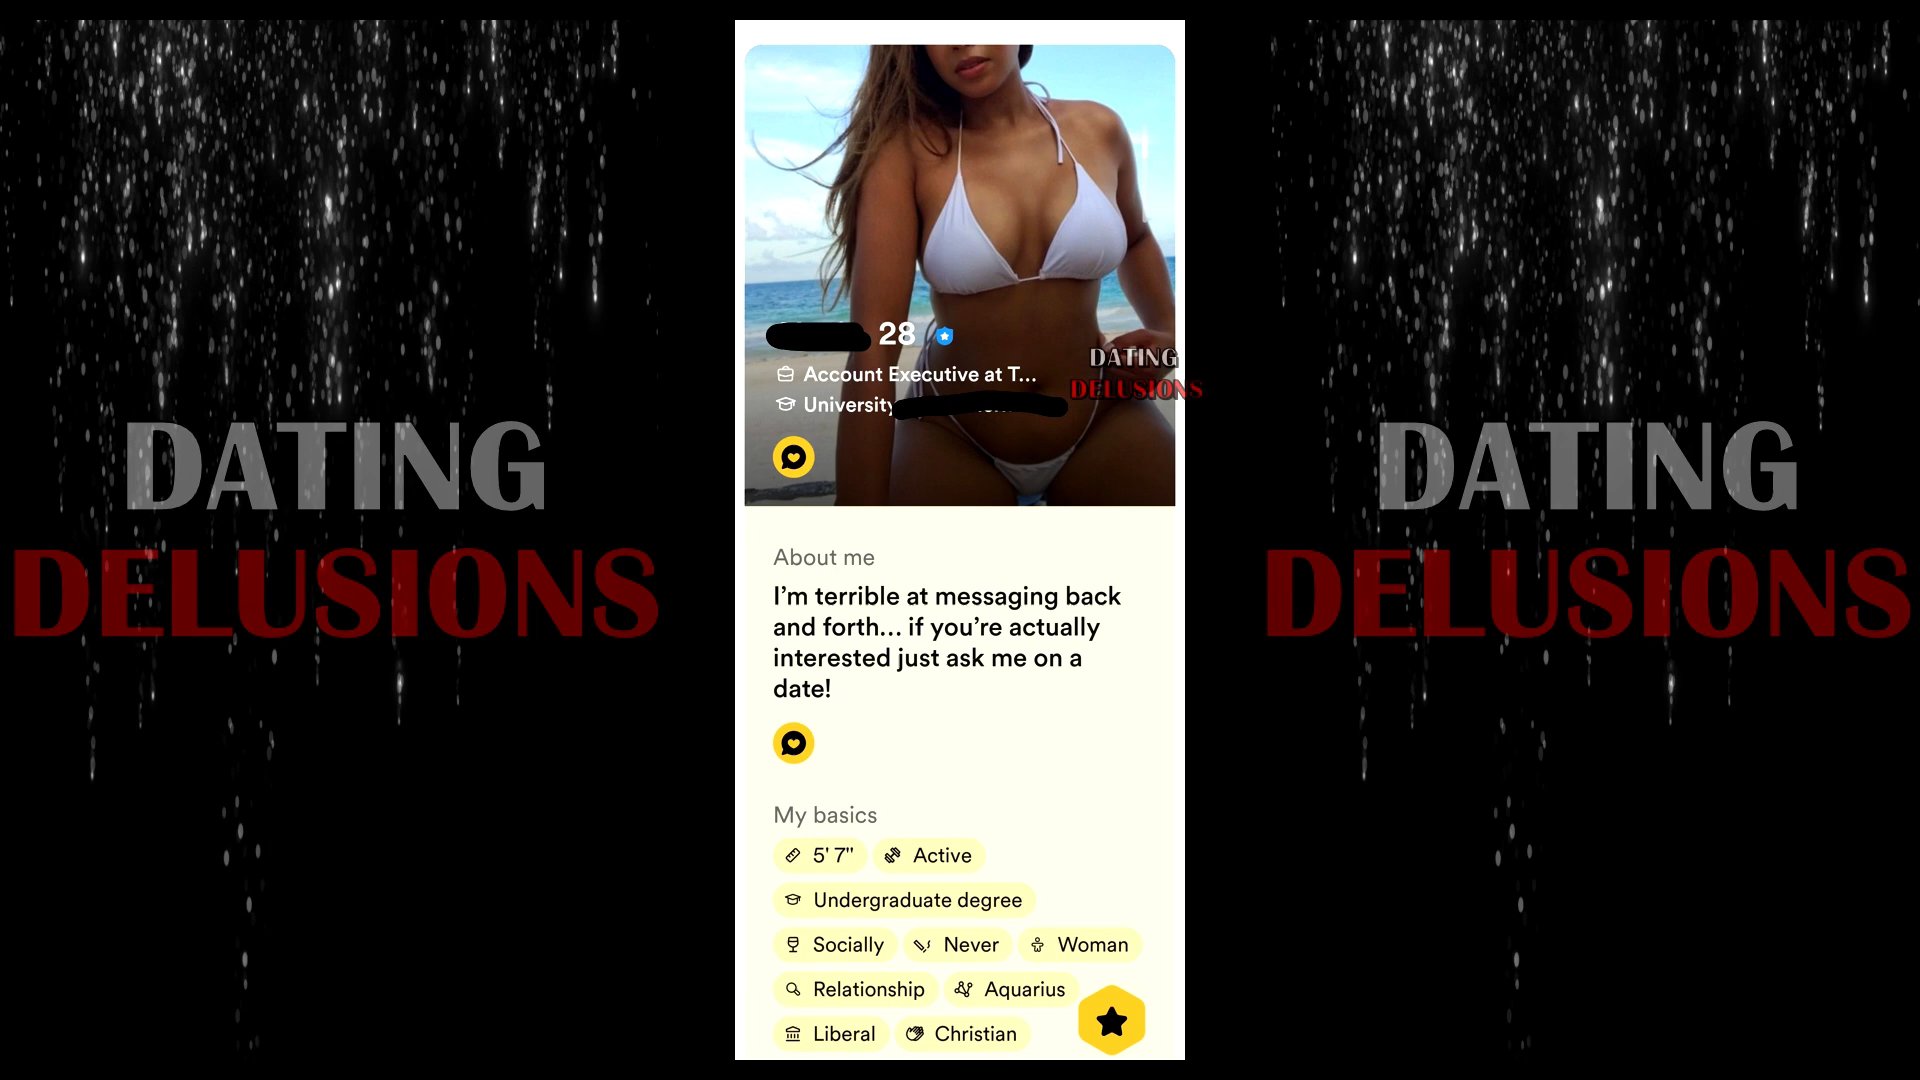 28
Account Executive at T...
University
DATING
DELUSIONS
DATING
DELUSIONS
DATING
DELUSIONS
About me
I’m terrible at messaging back
and forth... if you’re actually
interested just ask me on a
date!
My basics
5' 7" Active
Undergraduate degree
Socially Never Woman
Relationship Aquarius
Liberal Christian